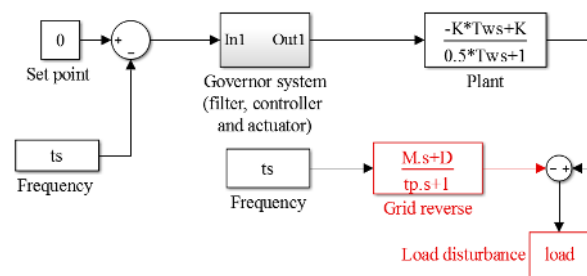 0
Set point
+
−
In1 Out1
Governor system
(filter, controller
and actuator)
-K*Tws+K
0.5*Tws+1
Plant
ts
Frequency
ts
Frequency
M.s+D
tp.s+1
Grid reverse
− +
Load disturbance
load